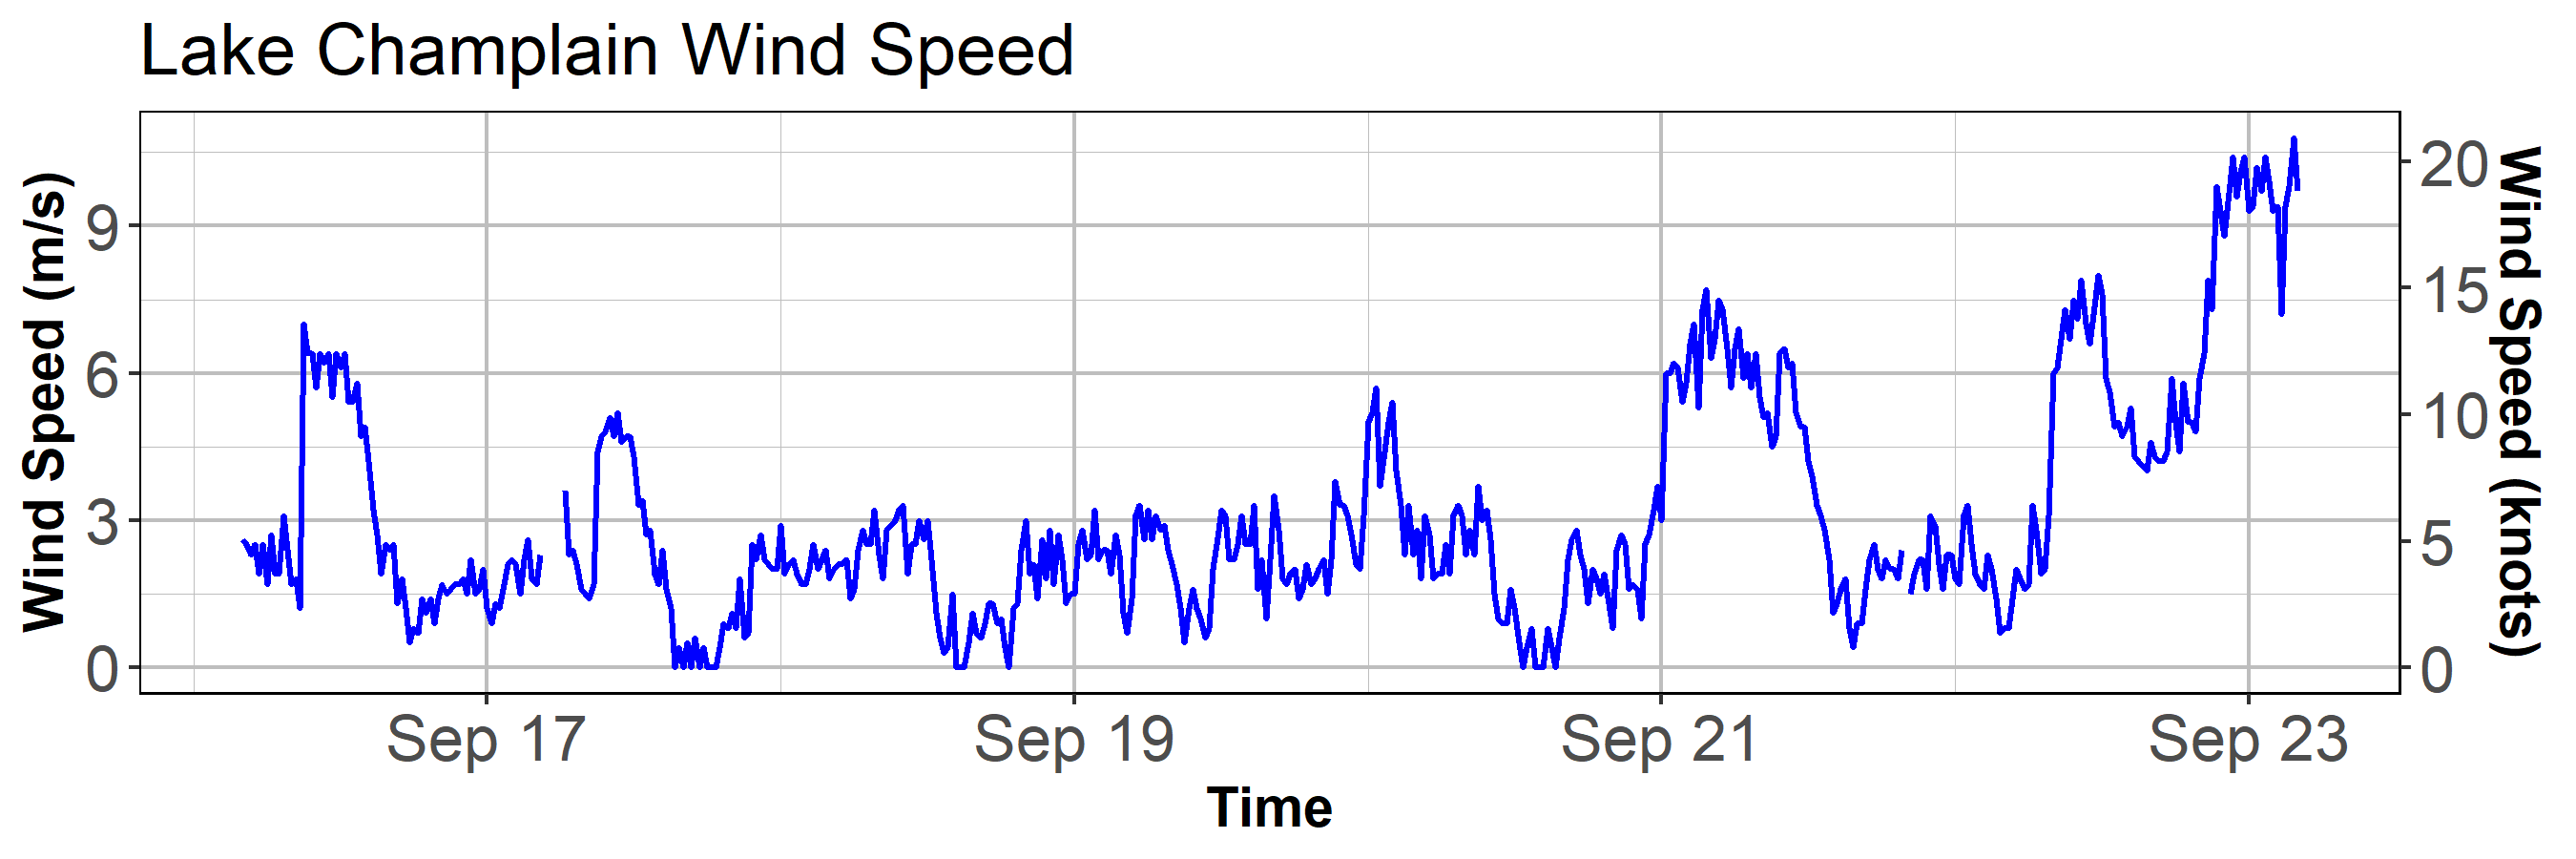 Lake Champlain Wind Speed
Wind Speed (m/s)
9
6
3
0
20
15
10
5
0
Wind Speed (knots)
Sep 17
Sep 19
Sep 21
Sep 23
Time